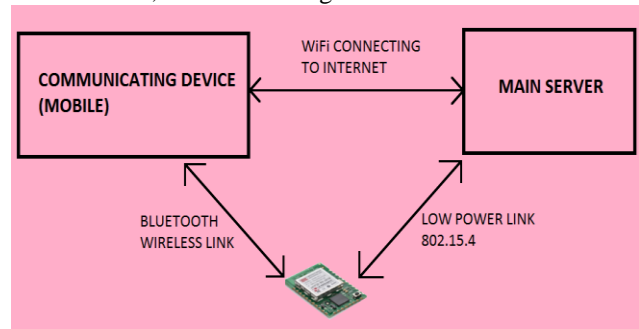 WiFi CONNECTING
TO INTERNET
COMMUNICATING DEVICE
(MOBILE)
MAIN SERVER
BLUETOOTH
WIRELESS LINK
LOW POWER LINK
802.15.4